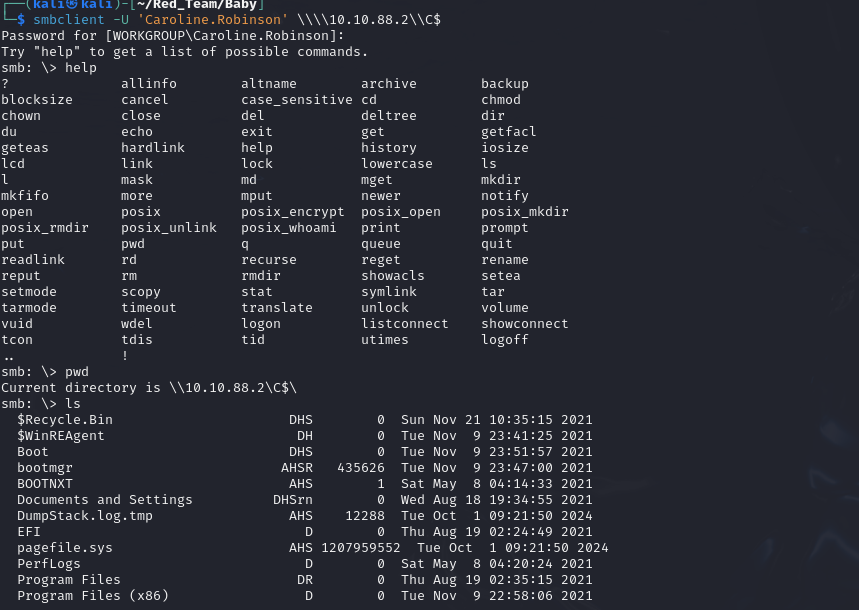 ┌──(kali㉿kali)-[~/Red_Team/Baby]
└─$ smbclient -U 'Caroline.Robinson' \\\\10.10.88.2\\C$
Password for [WORKGROUP\Caroline.Robinson]:
Try "help" to get a list of possible commands.
smb: \> help
?              allinfo        altname        archive        backup
blocksize      cancel         case_sensitive cd             chmod
chown          close          del            deltree        dir
du             echo           exit           get            getfacl
geteas         hardlink       help           history        iosize
lcd            link           lock           lowercase      ls
l              mask           md             mget           mkdir
mkfifo         more           mput           newer          notify
open           posix          posix_encrypt  posix_open     posix_mkdir
posix_rmdir    posix_unlink   posix_whoami   print          prompt
put            pwd            q              queue          quit
readlink       rd             recurse        reget          rename
reput          rm             rmdir          showacls       setea
setmode        scopy          stat           symlink        tar
tarmode        timeout        translate      unlock         volume
vuid           wdel           logon          listconnect    showconnect
tcon           tdis           tid            utimes         logoff
..             !
smb: \> pwd
Current directory is \\10.10.88.2\C$\
smb: \> ls
  $Recycle.Bin                      DHS        0  Sun Nov 21 10:35:15 2021
  $WinREAgent                        DH        0  Tue Nov  9 23:41:25 2021
  Boot                              DHS        0  Tue Nov  9 23:51:57 2021
  bootmgr                          AHSR   435626  Tue Nov  9 23:47:00 2021
  BOOTNXT                           AHS        1  Sat May  8 04:14:33 2021
  Documents and Settings          DHSrn        0  Wed Aug 18 19:34:55 2021
  DumpStack.log.tmp                 AHS    12288  Tue Oct  1 09:21:50 2024
  EFI                                 D        0  Thu Aug 19 02:24:49 2021
  pagefile.sys                      AHS 1207959552  Tue Oct  1 09:21:50 2024
  PerfLogs                            D        0  Sat May  8 04:20:24 2021
  Program Files                      DR        0  Thu Aug 19 02:35:15 2021
  Program Files (x86)                 D        0  Tue Nov  9 22:58:06 2021